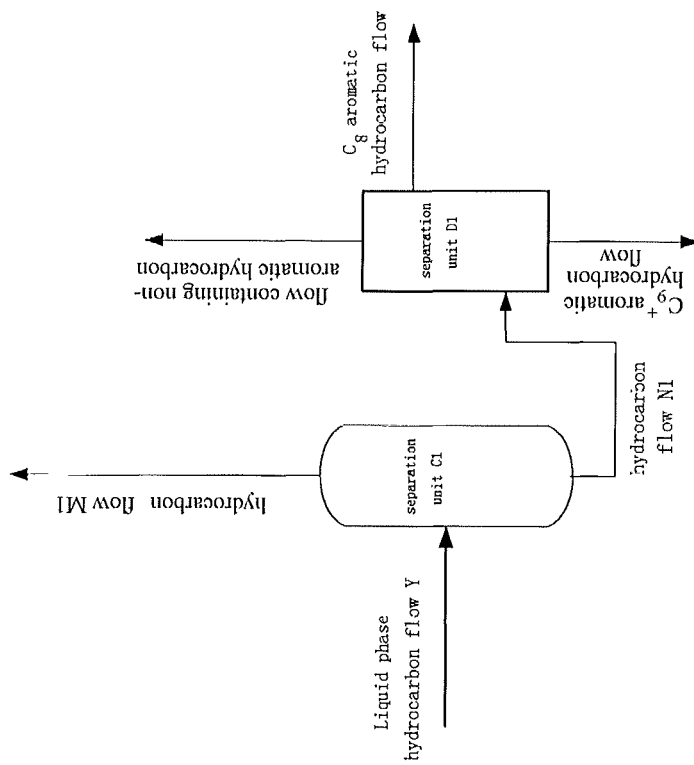 Liquid phase
hydrocarbon flow Y
separation
unit C1
hydrocarbon flow M1
hydrocarbon
flow N1
separation
unit D1
flow containing non-
aromatic hydrocarbon
C8 aromatic
hydrocarbon flow
C9+ aromatic
hydrocarbon
flow